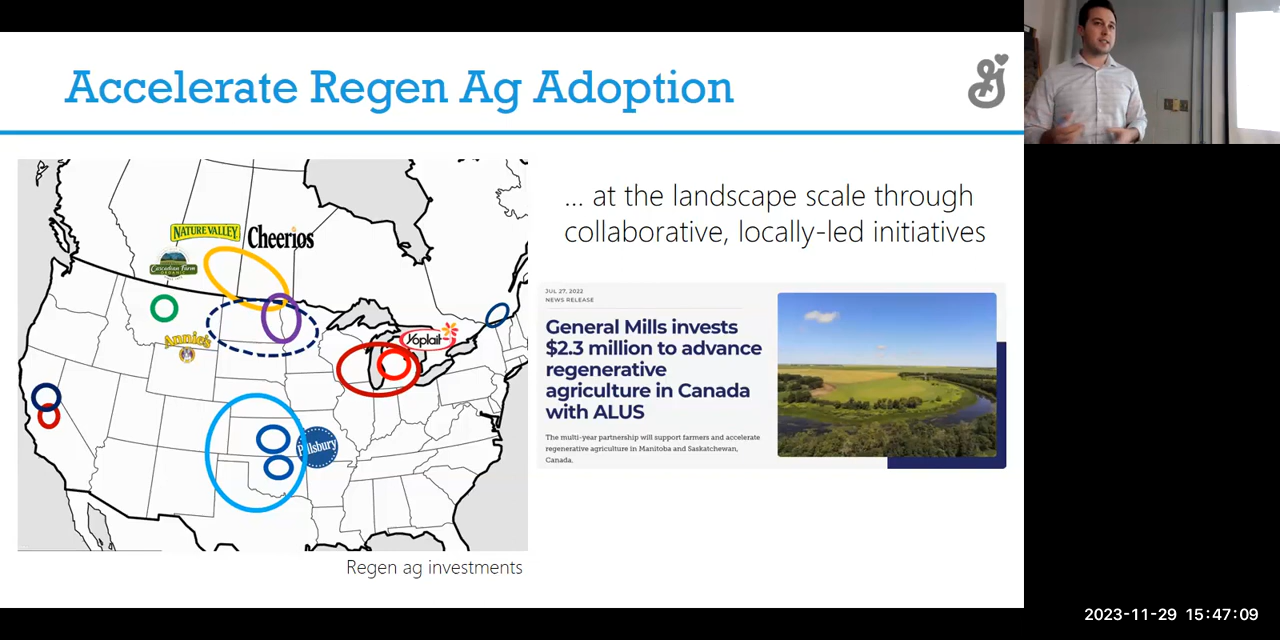 Accelerate Regen Ag Adoption
... at the landscape scale through
collaborative, locally-led initiatives
NATURE VALLEY
Cheerios
Cascadian Farm
ORGANIC
Annie's
Yoplait
Pillsbury
Regen ag investments
JUL 27, 2022
NEWS RELEASE
General Mills invests
$2.3 million to advance
regenerative
agriculture in Canada
with ALUS
The multi-year partnership will support farmers and accelerate
regenerative agriculture in Manitoba and Saskatchewan,
Canada.
2023-11-29 15:47:09